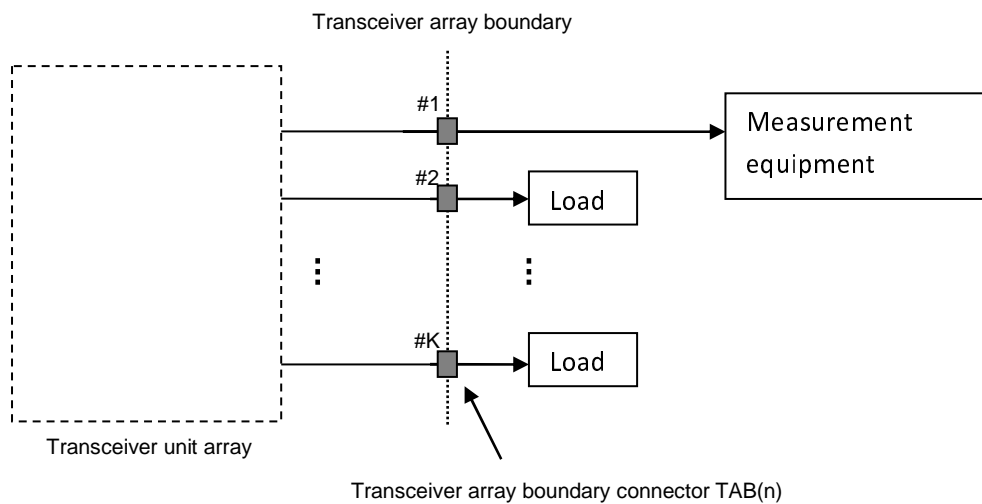 Transceiver array boundary
#1
Measurement
equipment
#2
Load
#K
Load
Transceiver unit array
Transceiver array boundary connector TAB(n)